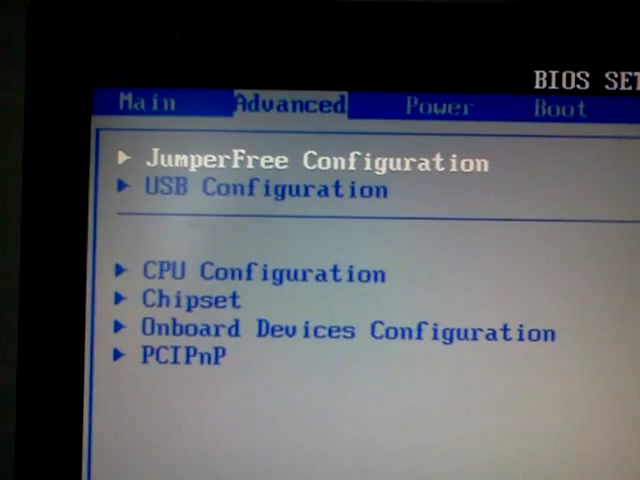 BIOS SET
Main Advanced Power Boot
JumperFree Configuration
USB Configuration
CPU Configuration
Chipset
Onboard Devices Configuration
PCIPnP